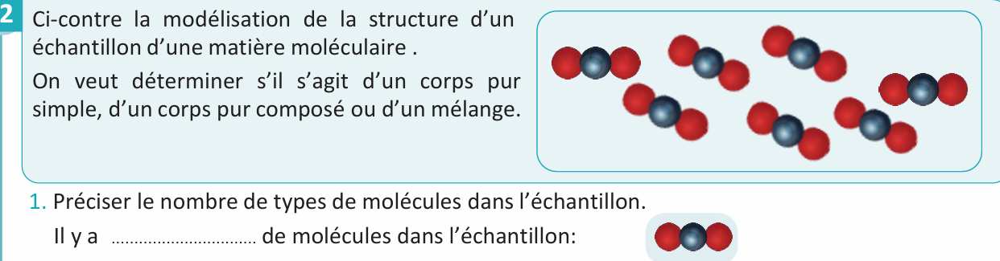 2
Ci-contre la modélisation de la structure d’un
échantillon d’une matière moléculaire .
On veut déterminer s’il s’agit d’un corps pur
simple, d’un corps pur composé ou d’un mélange.
1. Préciser le nombre de types de molécules dans l’échantillon.
Il y a ................................ de molécules dans l’échantillon: